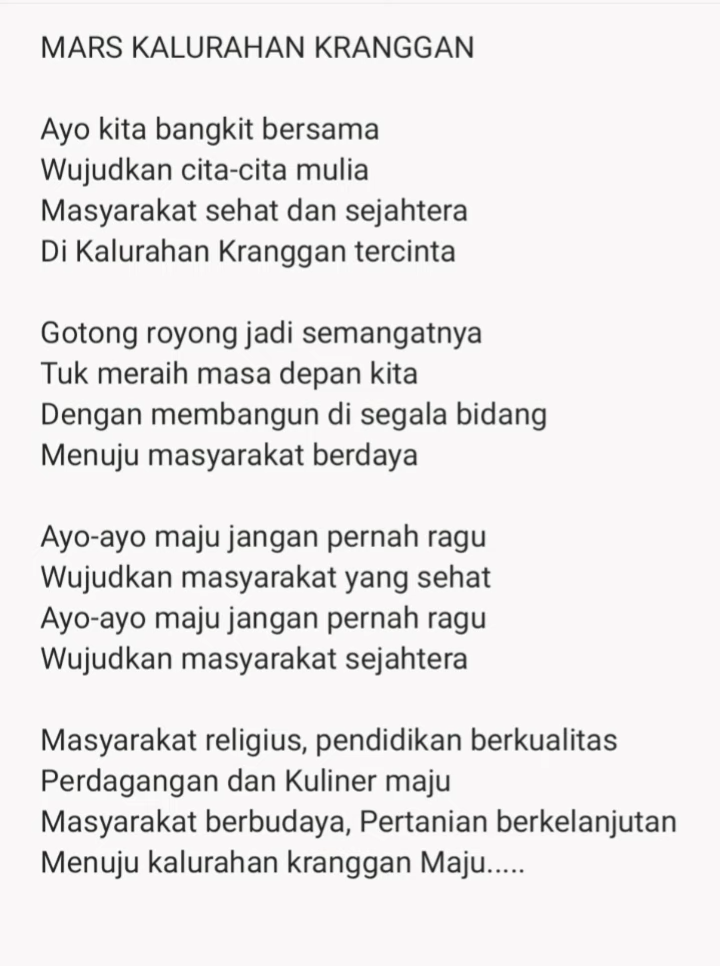 MARS KALURAHAN KRANGGAN
Ayo kita bangkit bersama
Wujudkan cita-cita mulia
Masyarakat sehat dan sejahtera
Di Kalurahan Kranggan tercinta
Gotong royong jadi semangatnya
Tuk meraih masa depan kita
Dengan membangun di segala bidang
Menuju masyarakat berdaya
Ayo-ayo maju jangan pernah ragu
Wujudkan masyarakat yang sehat
Ayo-ayo maju jangan pernah ragu
Wujudkan masyarakat sejahtera
Masyarakat religius, pendidikan berkualitas
Perdagangan dan Kuliner maju
Masyarakat berbudaya, Pertanian berkelanjutan
Menuju kalurahan kranggan Maju.....